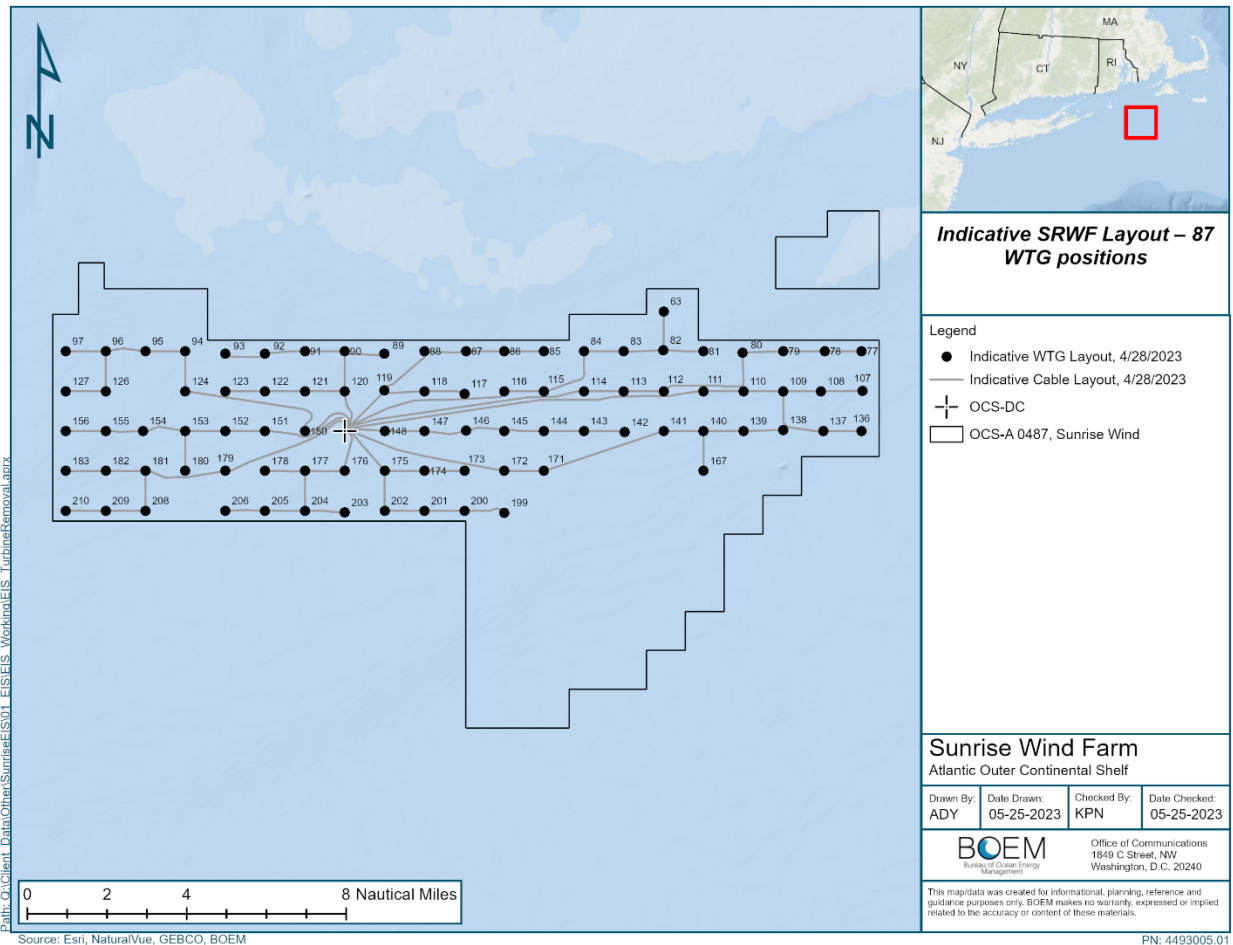 N
63
97 96 95 94 93 92 91 90 89 88 87 86 85 84 83 82 81 80 79 78 77
127 126 124 123 122 121 120 119 118 117 116 115 114 113 112 111 110 109 108 107
156 155 154 153 152 151 150 148 147 146 145 144 143 142 141 140 139 138 137 136
183 182 181 180 179 178 177 176 175 174 173 172 171 167
210 209 208 206 205 204 203 202 201 200 199
0 2 4 8 Nautical Miles
Path: Q:\Client_Data\Other\SunriseEIS\01_EIS\EIS_Working\EIS_TurbineRemoval.aprx
Source: Esri, NaturalVue, GEBCO, BOEM
MA
NY CT RI
NJ
Indicative SRWF Layout – 87
WTG positions
Legend
Indicative WTG Layout, 4/28/2023
Indicative Cable Layout, 4/28/2023
OCS-DC
OCS-A 0487, Sunrise Wind
Sunrise Wind Farm
Atlantic Outer Continental Shelf
Drawn By: Date Drawn: Checked By: Date Checked:
ADY 05-25-2023 KPN 05-25-2023
BOEM
Bureau of Ocean Energy
Management
Office of Communications
1849 C Street, NW
Washington, D.C. 20240
This map/data was created for informational, planning, reference and
guidance purposes only. BOEM makes no warranty, expressed or implied
related to the accuracy or content of these materials.
PN: 4493005.01